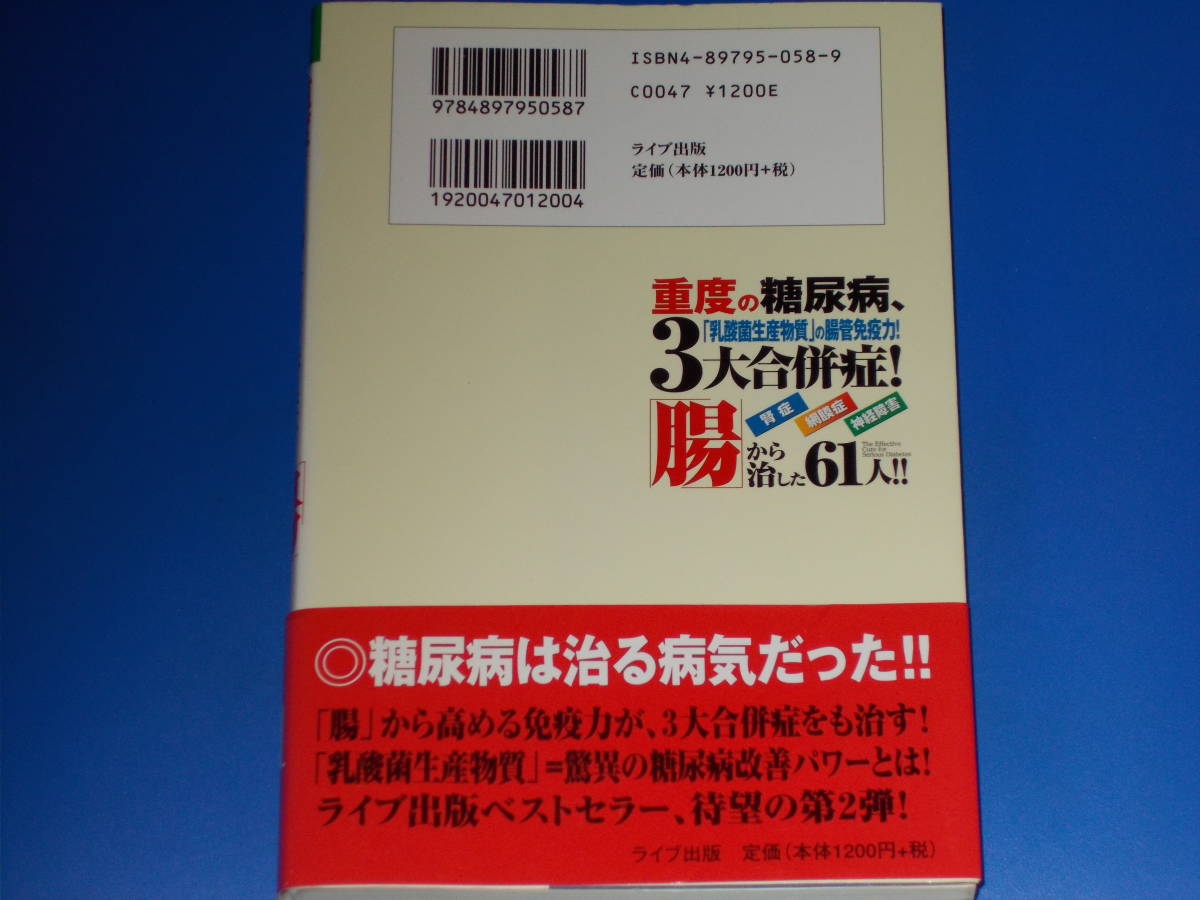 ISBN4-89795-058-9
9784897950587
C0047 ¥1200E
1920047012004
ライブ出版
定価(本体1200円+税)
重度の糖尿病、
「乳酸菌生産物質」の腸管免疫力!
3大合併症!
腎症 網膜症 神経障害
「腸」から治した61人!!
The Effective
Cure for
Serious Diabetes
◎糖尿病は治る病気だった!!
「腸」から高める免疫力が、3大合併症をも治す!
「乳酸菌生産物質」=驚異の糖尿病改善パワーとは!
ライブ出版ベストセラー、待望の第2弾!
ライブ出版 定価(本体1200円+税)